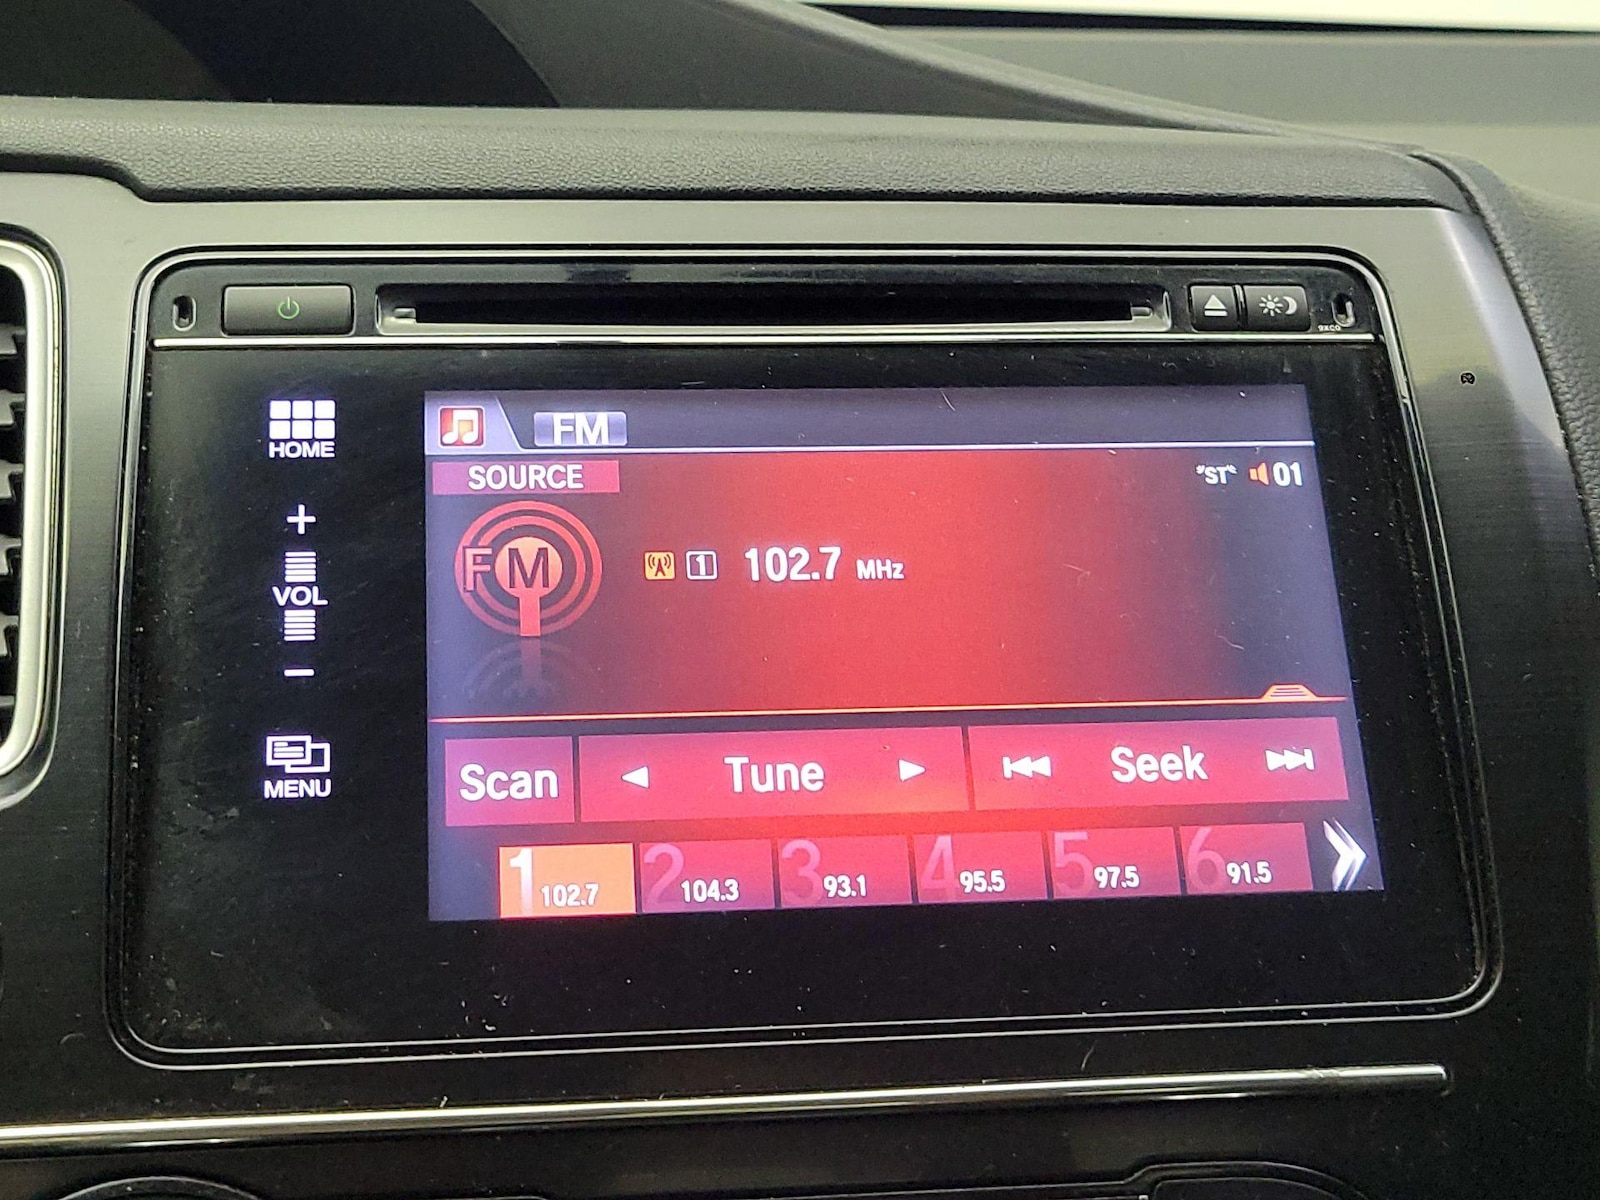 9XC0
HOME
+
VOL
−
MENU
FM
SOURCE
"ST" 01
FM
1 102.7 MHz
Scan Tune Seek
1 102.7 2 104.3 3 93.1 4 95.5 5 97.5 6 91.5